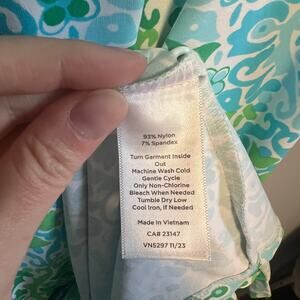 93% Nylon
7% Spandex
Turn Garment Inside
Out
Machine Wash Cold
Gentle Cycle
Only Non-Chlorine
Bleach When Needed
Tumble Dry Low
Cool Iron, If Needed
Made in Vietnam
CA# 23147
VN5297 11/23